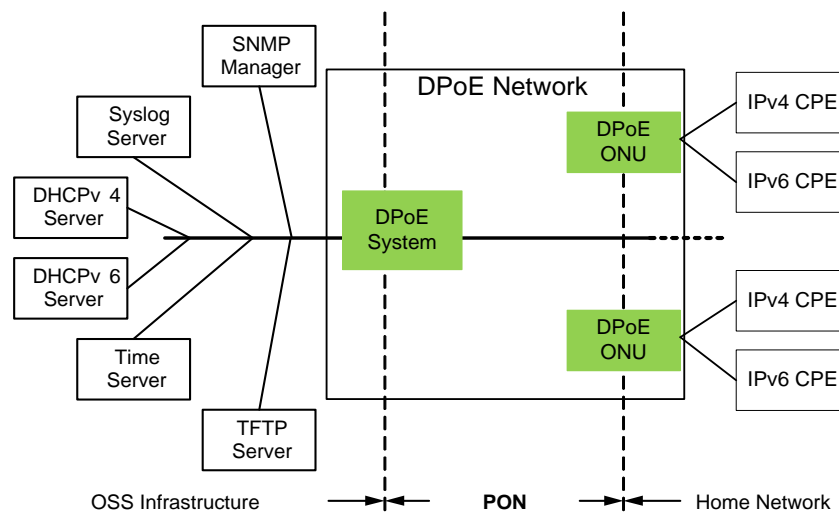 SNMP
Manager
DPoE Network
Syslog
Server
DPoE
ONU
IPv4 CPE
IPv6 CPE
DHCPv 4
Server
DPoE
System
DHCPv 6
Server
Time
Server
DPoE
ONU
IPv4 CPE
IPv6 CPE
TFTP
Server
OSS Infrastructure
PON
Home Network